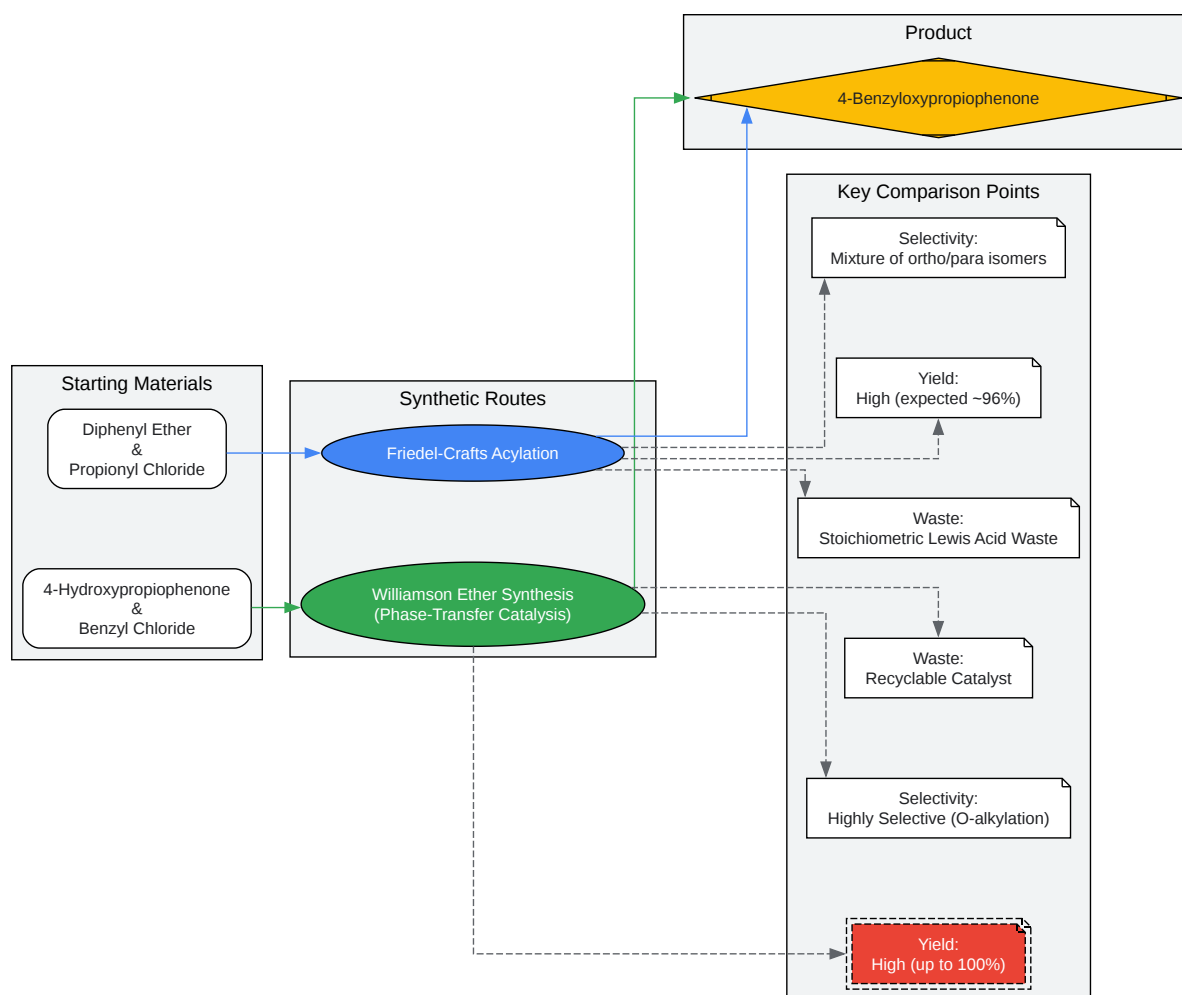 Product
4-Benzyloxypropiophenone
Key Comparison Points
Selectivity:
Mixture of ortho/para isomers
Yield:
High (expected ~96%)
Waste:
Stoichiometric Lewis Acid Waste
Waste:
Recyclable Catalyst
Selectivity:
Highly Selective (O-alkylation)
Yield:
High (up to 100%)
Starting Materials
Diphenyl Ether
&
Propionyl Chloride
4-Hydroxypropiophenone
&
Benzyl Chloride
Synthetic Routes
Friedel-Crafts Acylation
Williamson Ether Synthesis
(Phase-Transfer Catalysis)